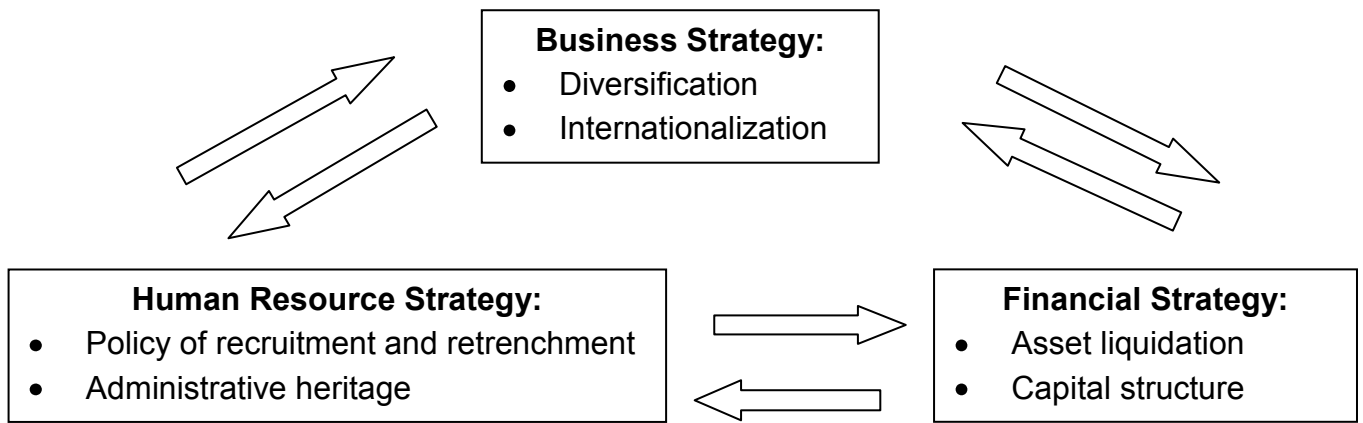 Business Strategy:
• Diversification
• Internationalization
Human Resource Strategy:
• Policy of recruitment and retrenchment
• Administrative heritage
Financial Strategy:
• Asset liquidation
• Capital structure